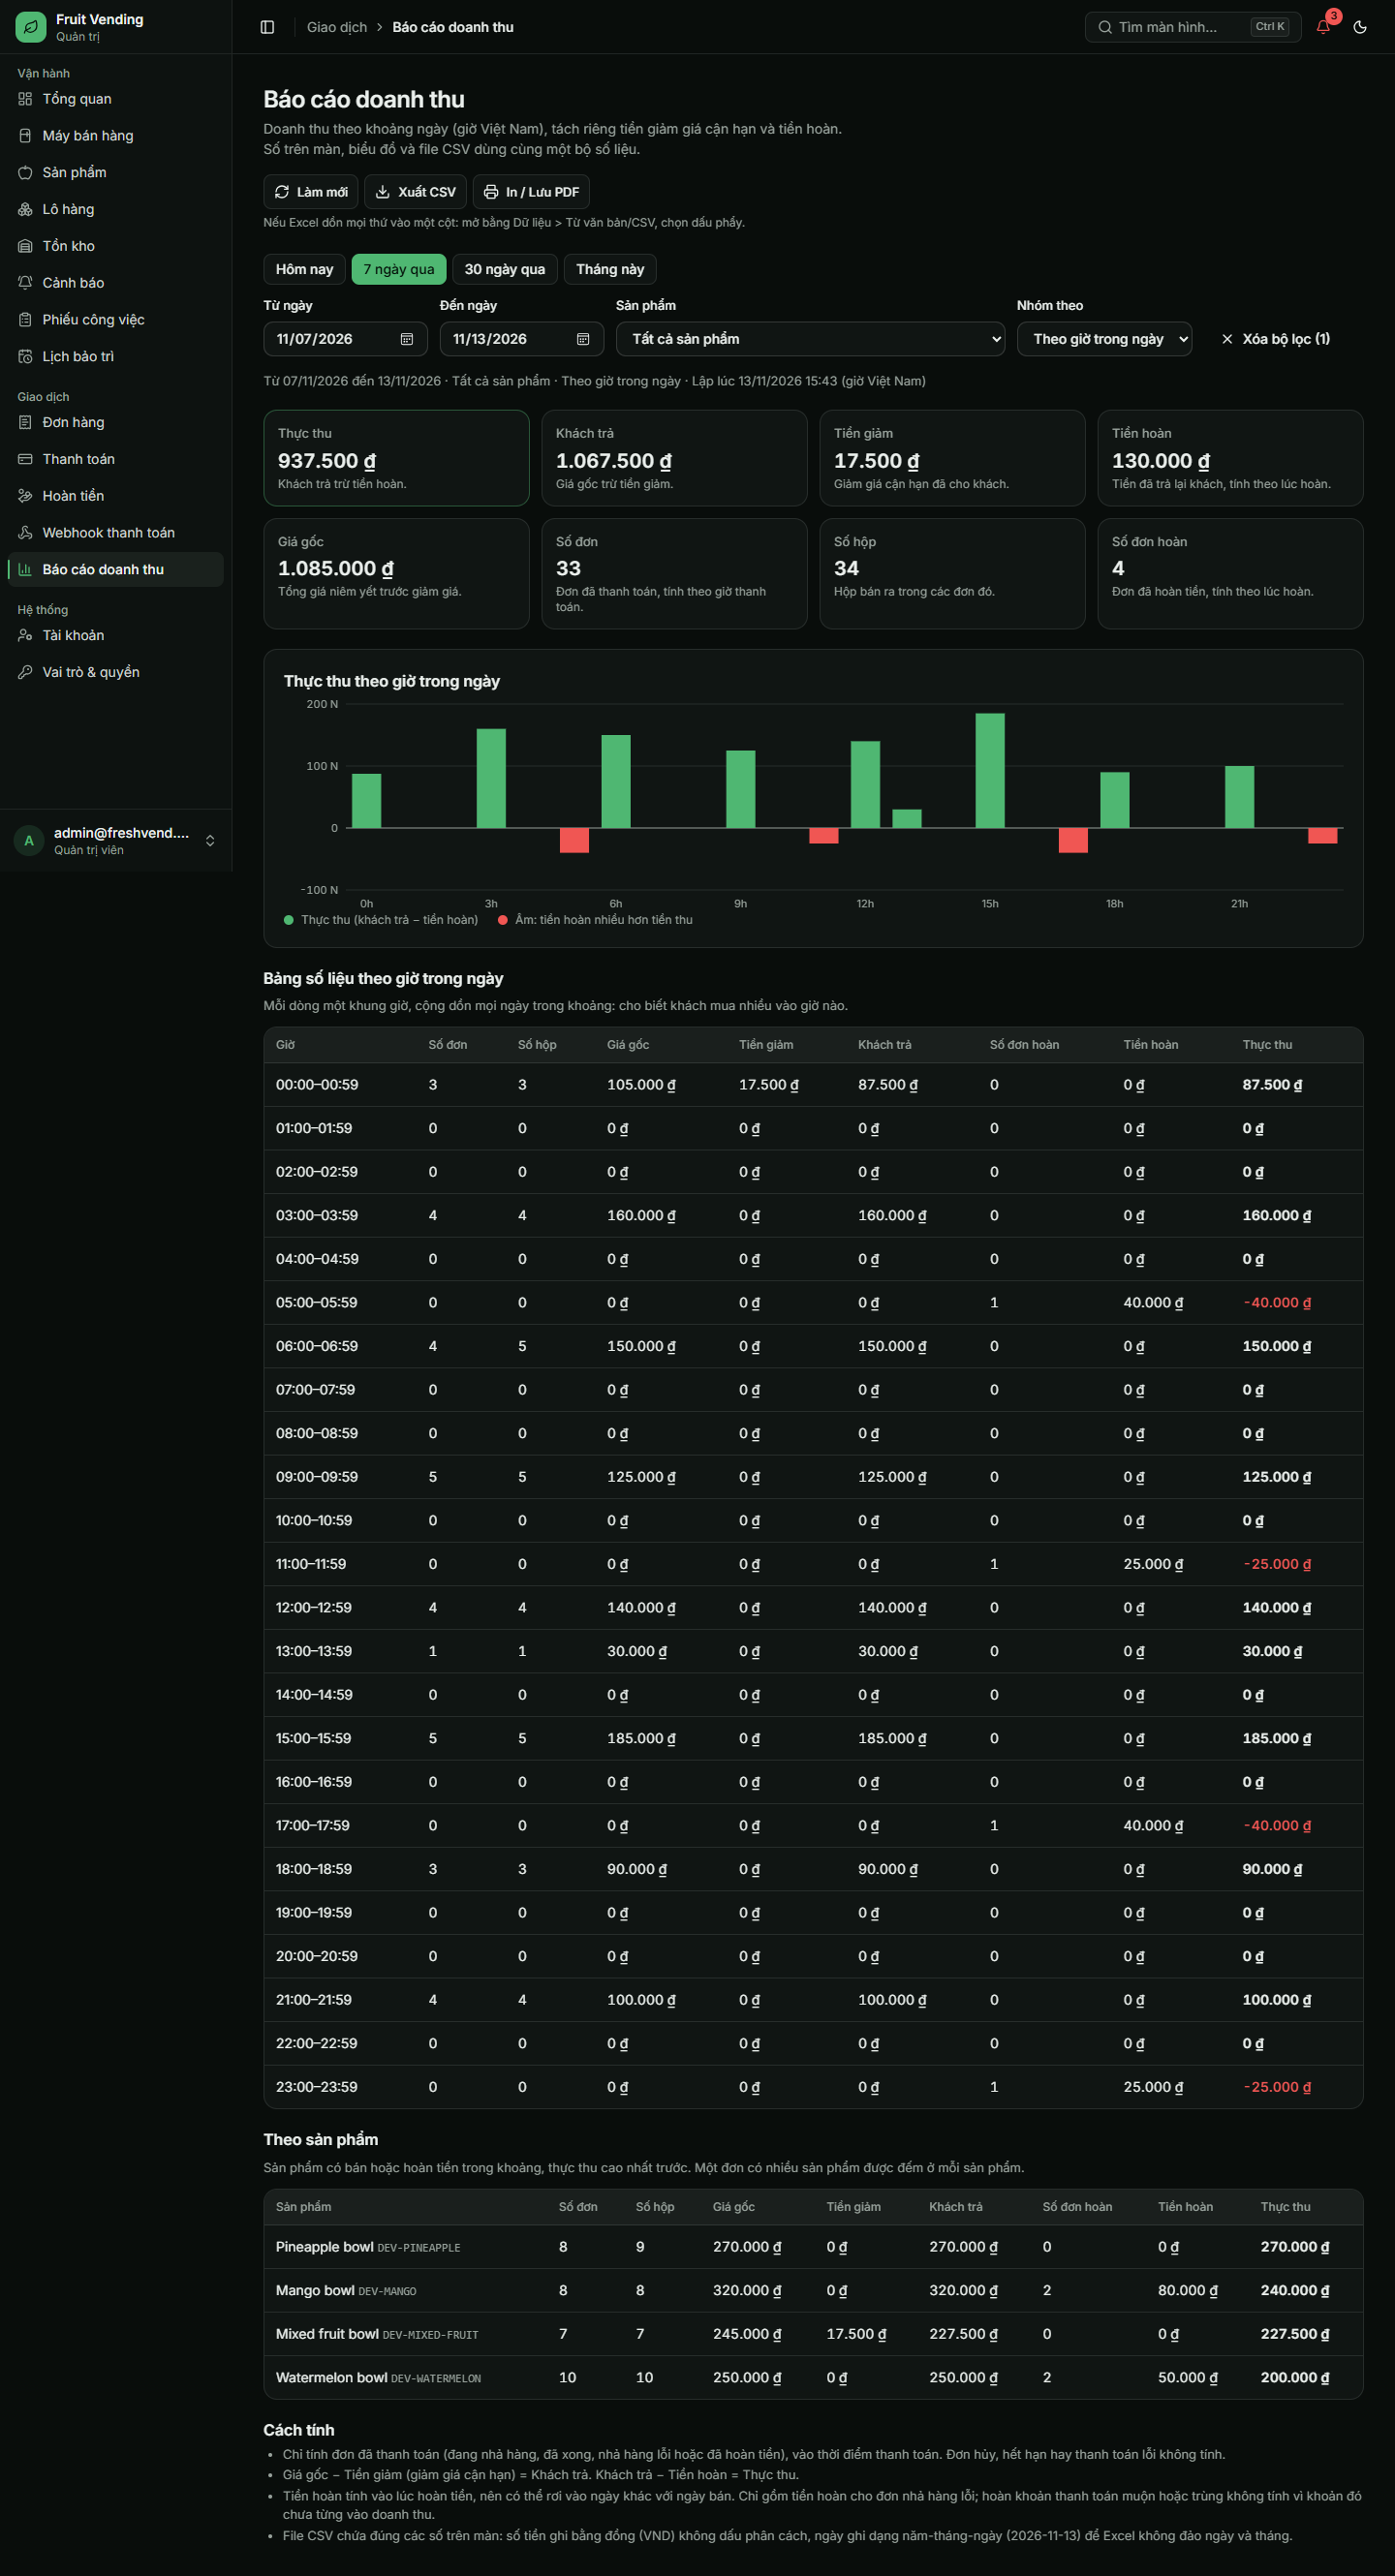 Fruit Vending
Quản trị
Vận hành
Tổng quan
Máy bán hàng
Sản phẩm
Lô hàng
Tồn kho
Cảnh báo
Phiếu công việc
Lịch bảo trì
Giao dịch
Đơn hàng
Thanh toán
Hoàn tiền
Webhook thanh toán
Báo cáo doanh thu
Hệ thống
Tài khoản
Vai trò & quyền
A
admin@freshvend....
Quản trị viên
Giao dịch > Báo cáo doanh thu
Tìm màn hình... Ctrl K
3
Báo cáo doanh thu
Doanh thu theo khoảng ngày (giờ Việt Nam), tách riêng tiền giảm giá cận hạn và tiền hoàn.
Số trên màn, biểu đồ và file CSV dùng cùng một bộ số liệu.
Làm mới Xuất CSV In / Lưu PDF
Nếu Excel dồn mọi thứ vào một cột: mở bằng Dữ liệu > Từ văn bản/CSV, chọn dấu phẩy.
Hôm nay 7 ngày qua 30 ngày qua Tháng này
Từ ngày Đến ngày Sản phẩm Nhóm theo
11/07/2026 11/13/2026 Tất cả sản phẩm Theo giờ trong ngày Xóa bộ lọc (1)
Từ 07/11/2026 đến 13/11/2026 · Tất cả sản phẩm · Theo giờ trong ngày · Lập lúc 13/11/2026 15:43 (giờ Việt Nam)
Thực thu
937.500 ₫
Khách trả trừ tiền hoàn.
Khách trả
1.067.500 ₫
Giá gốc trừ tiền giảm.
Tiền giảm
17.500 ₫
Giảm giá cận hạn đã cho khách.
Tiền hoàn
130.000 ₫
Tiền đã trả lại khách, tính theo lúc hoàn.
Giá gốc
1.085.000 ₫
Tổng giá niêm yết trước giảm giá.
Số đơn
33
Đơn đã thanh toán, tính theo giờ thanh
toán.
Số hộp
34
Hộp bán ra trong các đơn đó.
Số đơn hoàn
4
Đơn đã hoàn tiền, tính theo lúc hoàn.
Thực thu theo giờ trong ngày
200 N
100 N
0
-100 N
0h 3h 6h 9h 12h 15h 18h 21h
Thực thu (khách trả − tiền hoàn) Âm: tiền hoàn nhiều hơn tiền thu
Bảng số liệu theo giờ trong ngày
Mỗi dòng một khung giờ, cộng dồn mọi ngày trong khoảng: cho biết khách mua nhiều vào giờ nào.
Giờ Số đơn Số hộp Giá gốc Tiền giảm Khách trả Số đơn hoàn Tiền hoàn Thực thu
00:00–00:59 3 3 105.000 ₫ 17.500 ₫ 87.500 ₫ 0 0 ₫ 87.500 ₫
01:00–01:59 0 0 0 ₫ 0 ₫ 0 ₫ 0 0 ₫ 0 ₫
02:00–02:59 0 0 0 ₫ 0 ₫ 0 ₫ 0 0 ₫ 0 ₫
03:00–03:59 4 4 160.000 ₫ 0 ₫ 160.000 ₫ 0 0 ₫ 160.000 ₫
04:00–04:59 0 0 0 ₫ 0 ₫ 0 ₫ 0 0 ₫ 0 ₫
05:00–05:59 0 0 0 ₫ 0 ₫ 0 ₫ 1 40.000 ₫ -40.000 ₫
06:00–06:59 4 5 150.000 ₫ 0 ₫ 150.000 ₫ 0 0 ₫ 150.000 ₫
07:00–07:59 0 0 0 ₫ 0 ₫ 0 ₫ 0 0 ₫ 0 ₫
08:00–08:59 0 0 0 ₫ 0 ₫ 0 ₫ 0 0 ₫ 0 ₫
09:00–09:59 5 5 125.000 ₫ 0 ₫ 125.000 ₫ 0 0 ₫ 125.000 ₫
10:00–10:59 0 0 0 ₫ 0 ₫ 0 ₫ 0 0 ₫ 0 ₫
11:00–11:59 0 0 0 ₫ 0 ₫ 0 ₫ 1 25.000 ₫ -25.000 ₫
12:00–12:59 4 4 140.000 ₫ 0 ₫ 140.000 ₫ 0 0 ₫ 140.000 ₫
13:00–13:59 1 1 30.000 ₫ 0 ₫ 30.000 ₫ 0 0 ₫ 30.000 ₫
14:00–14:59 0 0 0 ₫ 0 ₫ 0 ₫ 0 0 ₫ 0 ₫
15:00–15:59 5 5 185.000 ₫ 0 ₫ 185.000 ₫ 0 0 ₫ 185.000 ₫
16:00–16:59 0 0 0 ₫ 0 ₫ 0 ₫ 0 0 ₫ 0 ₫
17:00–17:59 0 0 0 ₫ 0 ₫ 0 ₫ 1 40.000 ₫ -40.000 ₫
18:00–18:59 3 3 90.000 ₫ 0 ₫ 90.000 ₫ 0 0 ₫ 90.000 ₫
19:00–19:59 0 0 0 ₫ 0 ₫ 0 ₫ 0 0 ₫ 0 ₫
20:00–20:59 0 0 0 ₫ 0 ₫ 0 ₫ 0 0 ₫ 0 ₫
21:00–21:59 4 4 100.000 ₫ 0 ₫ 100.000 ₫ 0 0 ₫ 100.000 ₫
22:00–22:59 0 0 0 ₫ 0 ₫ 0 ₫ 0 0 ₫ 0 ₫
23:00–23:59 0 0 0 ₫ 0 ₫ 0 ₫ 1 25.000 ₫ -25.000 ₫
Theo sản phẩm
Sản phẩm có bán hoặc hoàn tiền trong khoảng, thực thu cao nhất trước. Một đơn có nhiều sản phẩm được đếm ở mỗi sản phẩm.
Sản phẩm Số đơn Số hộp Giá gốc Tiền giảm Khách trả Số đơn hoàn Tiền hoàn Thực thu
Pineapple bowl DEV-PINEAPPLE 8 9 270.000 ₫ 0 ₫ 270.000 ₫ 0 0 ₫ 270.000 ₫
Mango bowl DEV-MANGO 8 8 320.000 ₫ 0 ₫ 320.000 ₫ 2 80.000 ₫ 240.000 ₫
Mixed fruit bowl DEV-MIXED-FRUIT 7 7 245.000 ₫ 17.500 ₫ 227.500 ₫ 0 0 ₫ 227.500 ₫
Watermelon bowl DEV-WATERMELON 10 10 250.000 ₫ 0 ₫ 250.000 ₫ 2 50.000 ₫ 200.000 ₫
Cách tính
• Chỉ tính đơn đã thanh toán (đang nhả hàng, đã xong, nhả hàng lỗi hoặc đã hoàn tiền), vào thời điểm thanh toán. Đơn hủy, hết hạn hay thanh toán lỗi không tính.
• Giá gốc − Tiền giảm (giảm giá cận hạn) = Khách trả. Khách trả − Tiền hoàn = Thực thu.
• Tiền hoàn tính vào lúc hoàn tiền, nên có thể rơi vào ngày khác với ngày bán. Chỉ gồm tiền hoàn cho đơn nhả hàng lỗi; hoàn khoản thanh toán muộn hoặc trùng không tính vì khoản đó
chưa từng vào doanh thu.
• File CSV chứa đúng các số trên màn: số tiền ghi bằng đồng (VND) không dấu phân cách, ngày ghi dạng năm-tháng-ngày (2026-11-13) để Excel không đảo ngày và tháng.